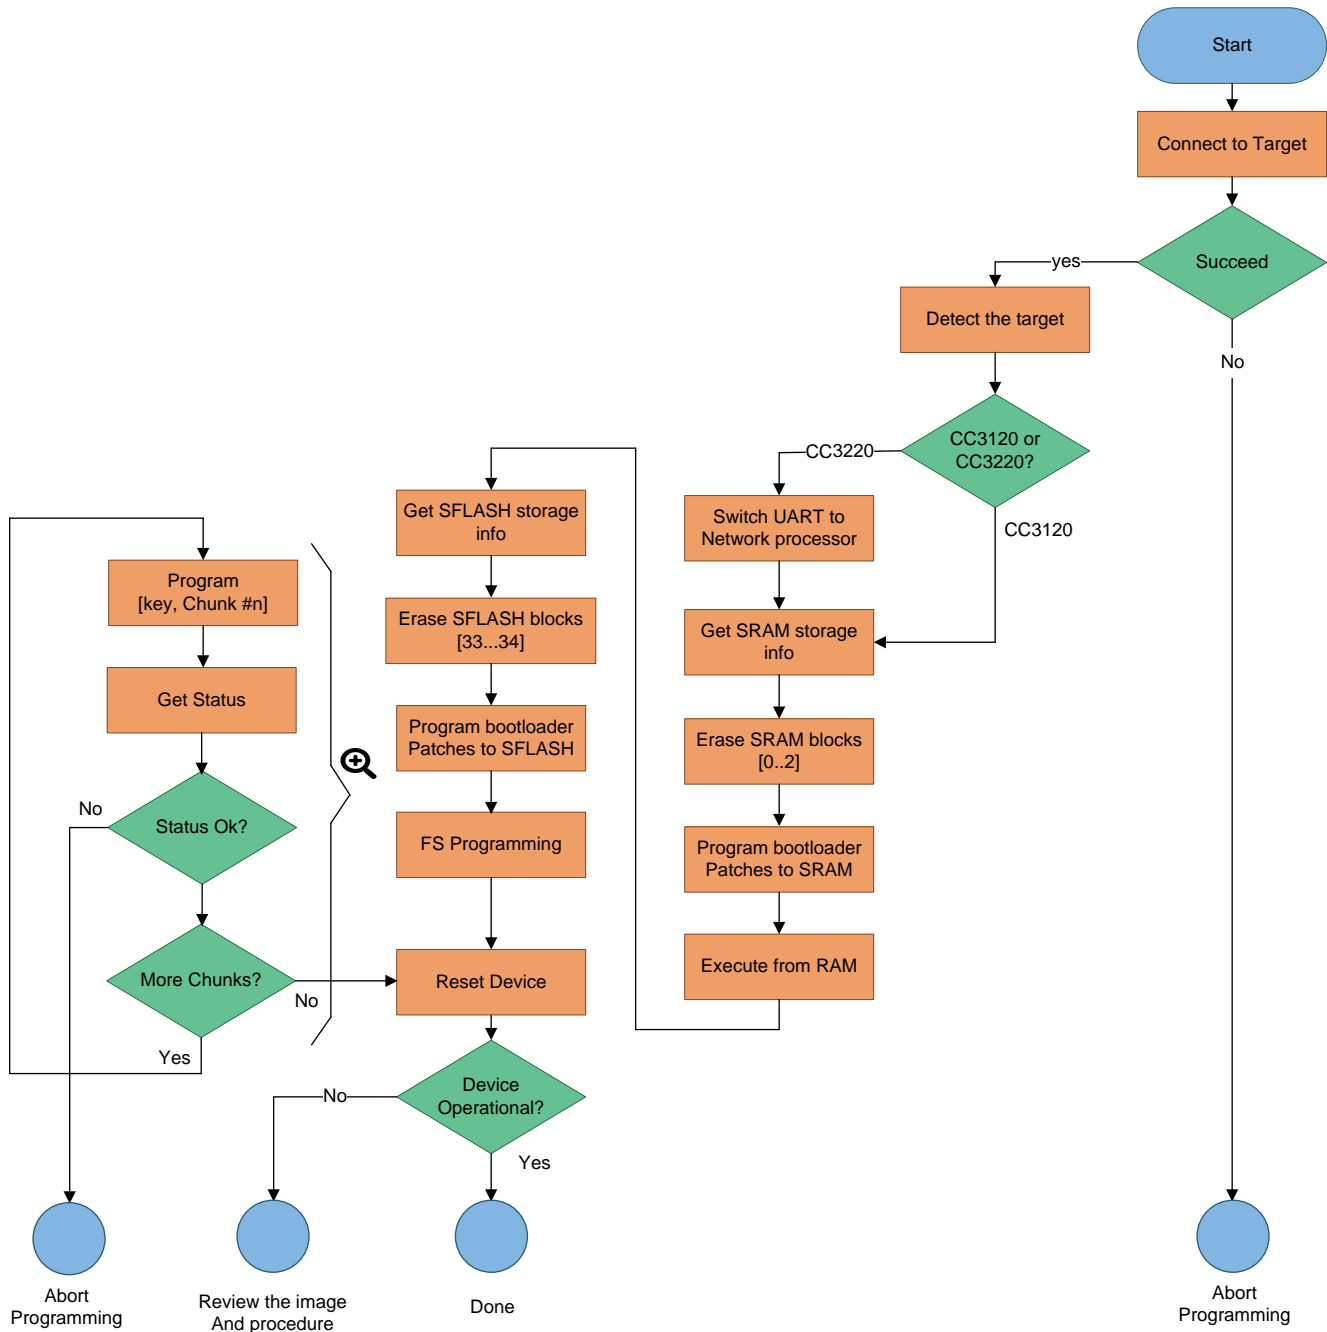 Start
Connect to Target
Succeed
yes
No
Detect the target
CC3120 or
CC3220?
CC3220
CC3120
Switch UART to
Network processor
Get SRAM storage
info
Erase SRAM blocks
[0..2]
Program bootloader
Patches to SRAM
Execute from RAM
Get SFLASH storage
info
Erase SFLASH blocks
[33...34]
Program bootloader
Patches to SFLASH
FS Programming
Reset Device
Device
Operational?
No
Yes
Program
[key, Chunk #n]
Get Status
Status Ok?
No
More Chunks?
No
Yes
Abort
Programming
Review the image
And procedure
Done
Abort
Programming